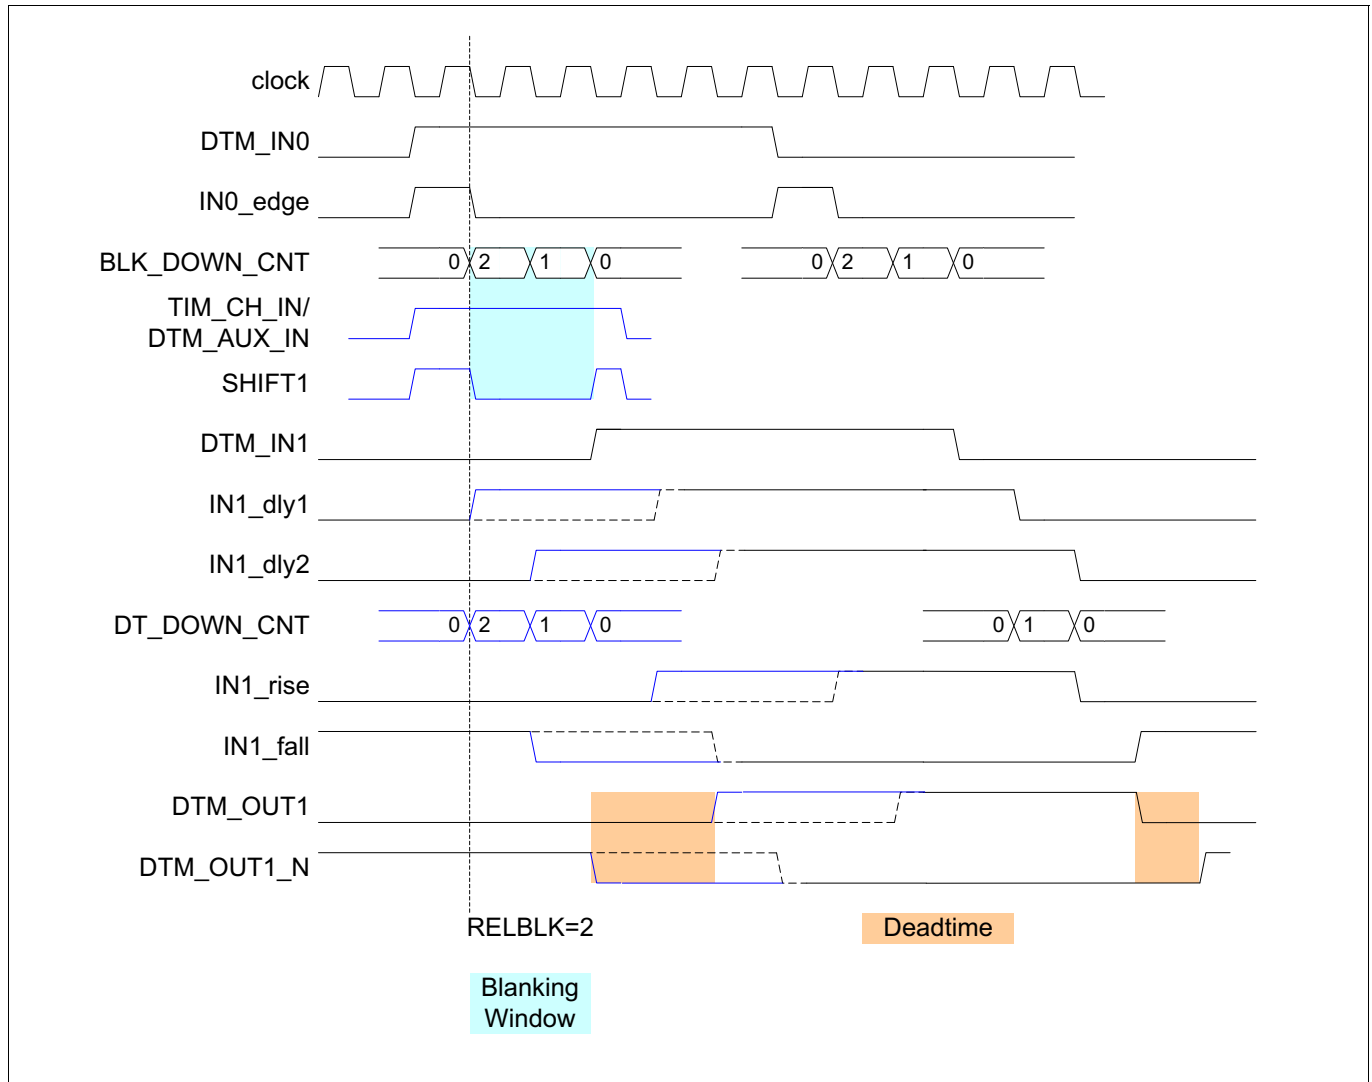 clock
DTM_IN0
IN0_edge
BLK_DOWN_CNT 0 2 1 0 0 2 1 0
TIM_CH_IN/
DTM_AUX_IN
SHIFT1
DTM_IN1
IN1_dly1
IN1_dly2
DT_DOWN_CNT 0 2 1 0 0 1 0
IN1_rise
IN1_fall
DTM_OUT1
DTM_OUT1_N
RELBLK=2 Deadtime
Blanking
Window